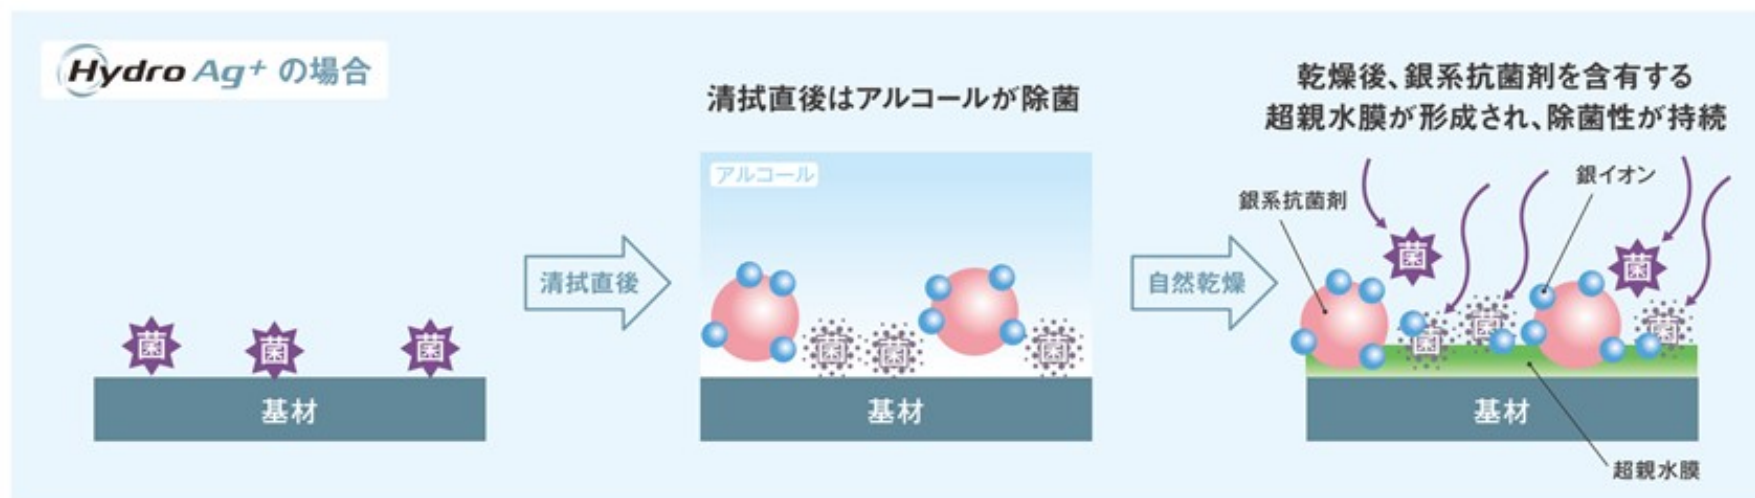 Hydro Ag+ の場合
菌
菌
菌
基材
清拭直後
清拭直後はアルコールが除菌
アルコール
菌
菌
菌
基材
自然乾燥
乾燥後、銀系抗菌剤を含有する
超親水膜が形成され、除菌性が持続
銀イオン
銀系抗菌剤
菌
菌
菌
菌
菌
基材
超親水膜